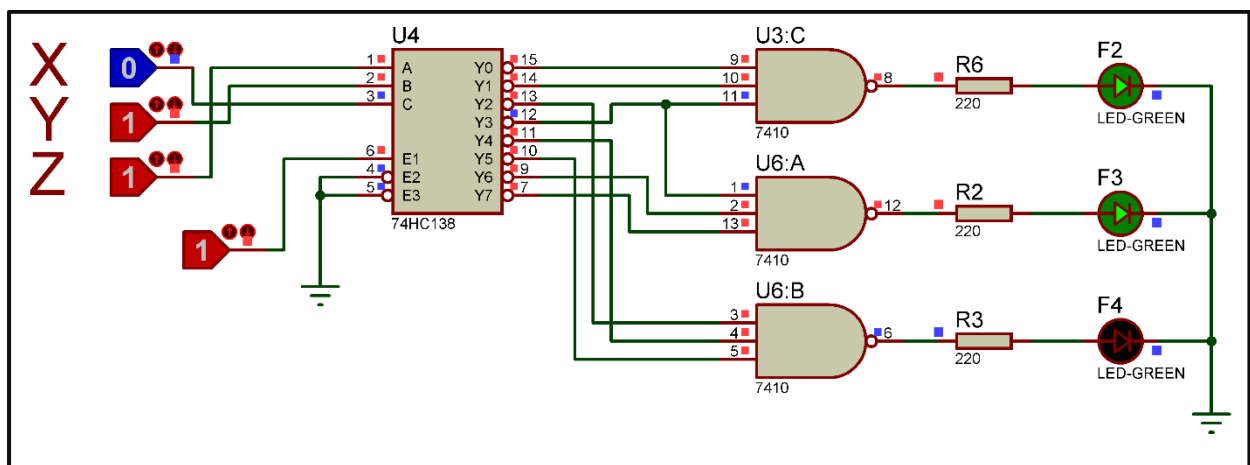 X
Y
Z
0
1
1
1
U4
1
2
3
6
4
5
A
B
C
E1
E2
E3
Y0
Y1
Y2
Y3
Y4
Y5
Y6
Y7
15
14
13
12
11
10
9
7
74HC138
U3:C
9
10
11
8
7410
R6
220
F2
LED-GREEN
U6:A
1
2
13
12
7410
R2
220
F3
LED-GREEN
U6:B
3
4
5
6
7410
R3
220
F4
LED-GREEN